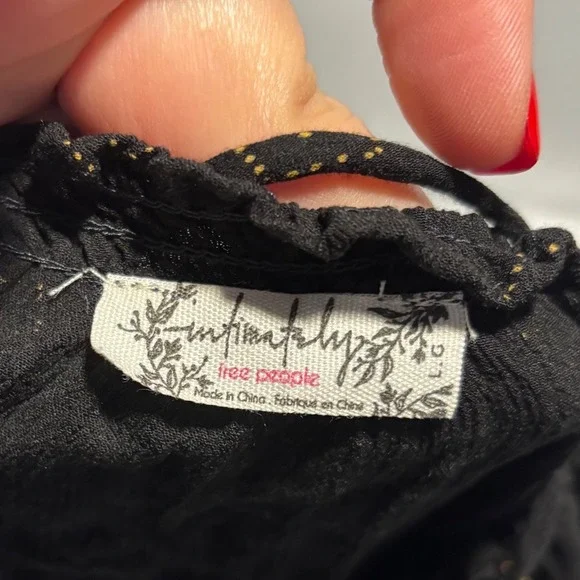 intimately
free people
Made in China . Fabriqué en Chine
L.G